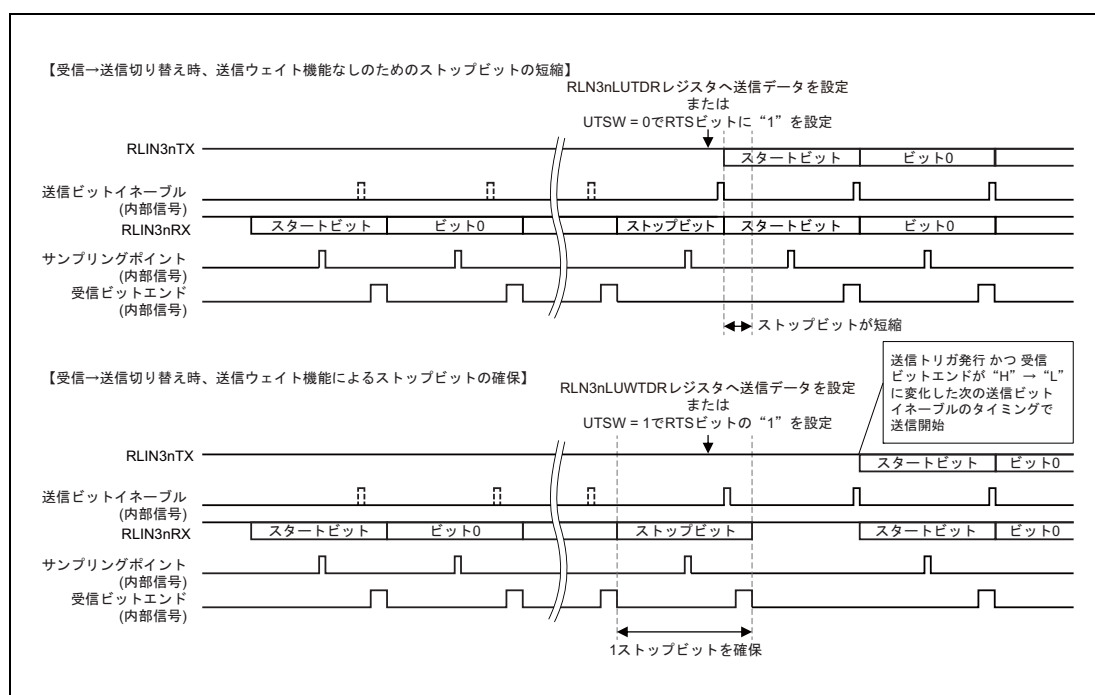 【受信→送信切り替え時、送信ウェイト機能なしのためのストップビットの短縮】
RLN3nLUTDRレジスタへ送信データを設定
または
UTSW = 0でRTSビットに“1”を設定
RLIN3nTX
スタートビット ビット0
送信ビットイネーブル
(内部信号)
RLIN3nRX
スタートビット ビット0 ストップビット スタートビット ビット0
サンプリングポイント
(内部信号)
受信ビットエンド
(内部信号)
ストップビットが短縮
【受信→送信切り替え時、送信ウェイト機能によるストップビットの確保】
RLN3nLUWTDRレジスタへ送信データを設定
または
UTSW = 1でRTSビットの“1”を設定
送信トリガ発行 かつ 受信
ビットエンドが“H”→“L”
に変化した次の送信ビット
イネーブルのタイミングで
送信開始
RLIN3nTX
スタートビット ビット0
送信ビットイネーブル
(内部信号)
RLIN3nRX
スタートビット ビット0 ストップビット スタートビット ビット0
サンプリングポイント
(内部信号)
受信ビットエンド
(内部信号)
1ストップビットを確保